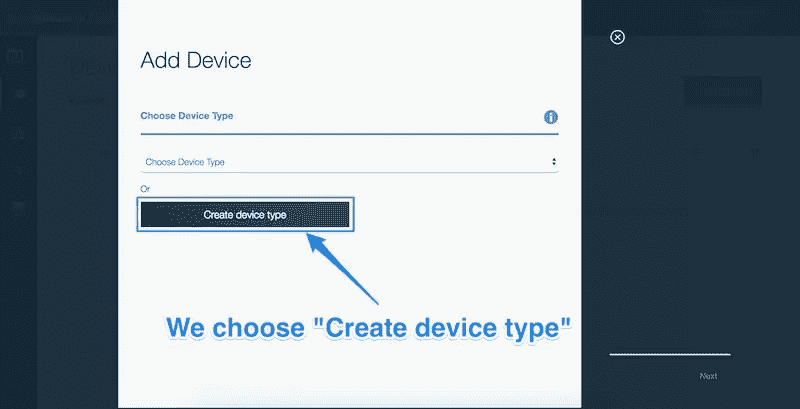 Add Device
Choose Device Type
Choose Device Type
Or
Create device type
We choose "Create device type"
Next